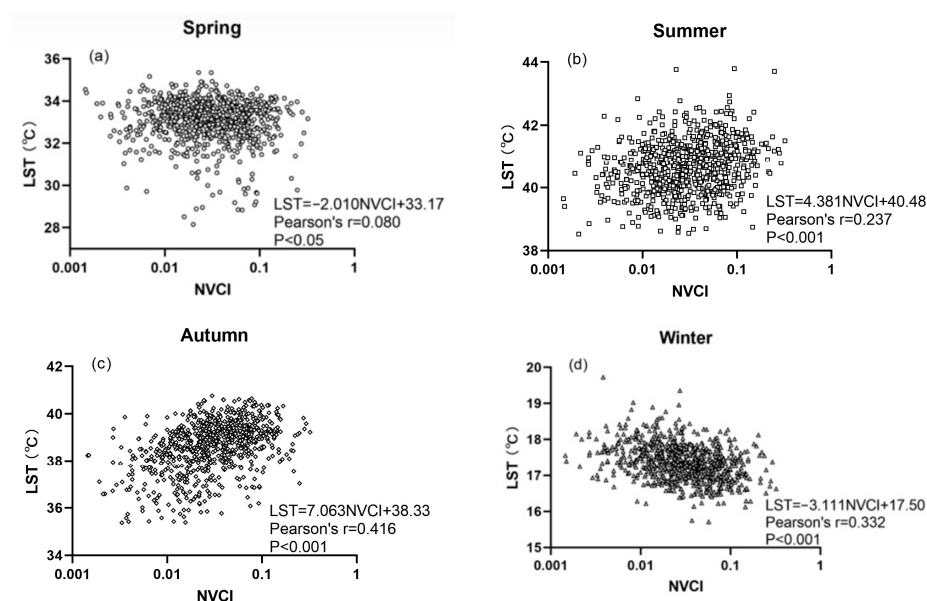 Spring
(a)
36
34
32
30
28
LST (℃)
LST=−2.010NVCI+33.17
Pearson's r=0.080
P<0.05
0.001
0.01
0.1
1
NVCI
Summer
(b)
44
42
40
38
LST (℃)
LST=4.381NVCI+40.48
Pearson's r=0.237
P<0.001
0.001
0.01
0.1
1
NVCI
Autumn
(c)
42
40
38
36
34
LST (℃)
LST=7.063NVCI+38.33
Pearson's r=0.416
P<0.001
0.001
0.01
0.1
1
NVCI
Winter
(d)
20
19
18
17
16
15
LST (℃)
LST=−3.111NVCI+17.50
Pearson's r=0.332
P<0.001
0.001
0.01
0.1
1
NVCI